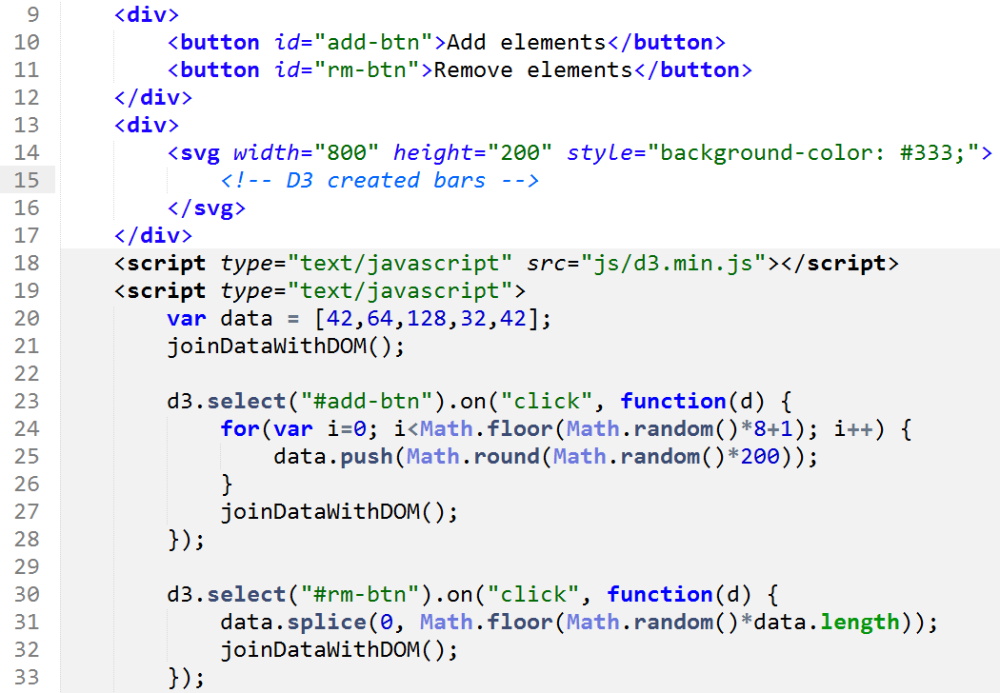 9 <div>
10 <button id="add-btn">Add elements</button>
11 <button id="rm-btn">Remove elements</button>
12 </div>
13 <div>
14 <svg width="800" height="200" style="background-color: #333;">
15 <!-- D3 created bars -->
16 </svg>
17 </div>
18 <script type="text/javascript" src="js/d3.min.js"></script>
19 <script type="text/javascript">
20 var data = [42,64,128,32,42];
21 joinDataWithDOM();
22
23 d3.select("#add-btn").on("click", function(d) {
24 for(var i=0; i<Math.floor(Math.random()*8+1); i++) {
25 data.push(Math.round(Math.random()*200));
26 }
27 joinDataWithDOM();
28 });
29
30 d3.select("#rm-btn").on("click", function(d) {
31 data.splice(0, Math.floor(Math.random()*data.length));
32 joinDataWithDOM();
33 });